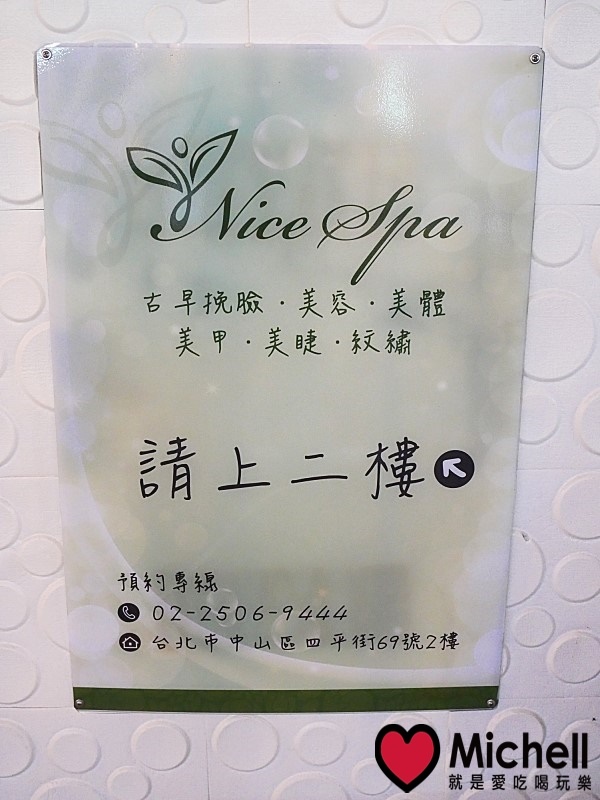 Nice Spa
古早挽臉・美容・美體
美甲・美睫・紋繡
請上二樓
預約專線
02-2506-9444
台北市中山區四平街69號2樓
Michell
就是愛吃喝玩樂